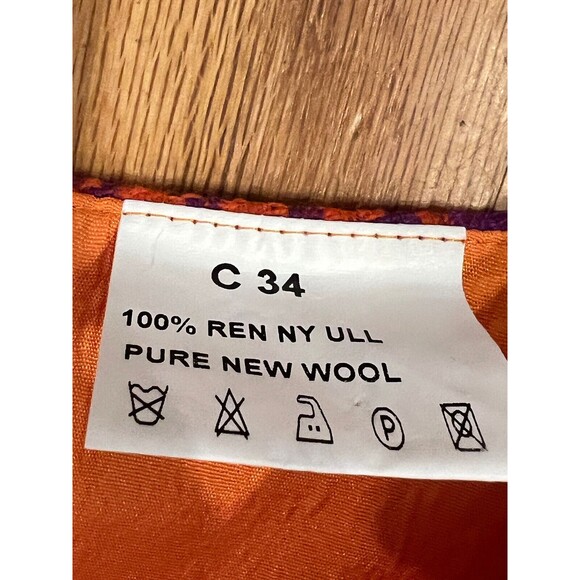 C 34
100% REN NY ULL
PURE NEW WOOL
P